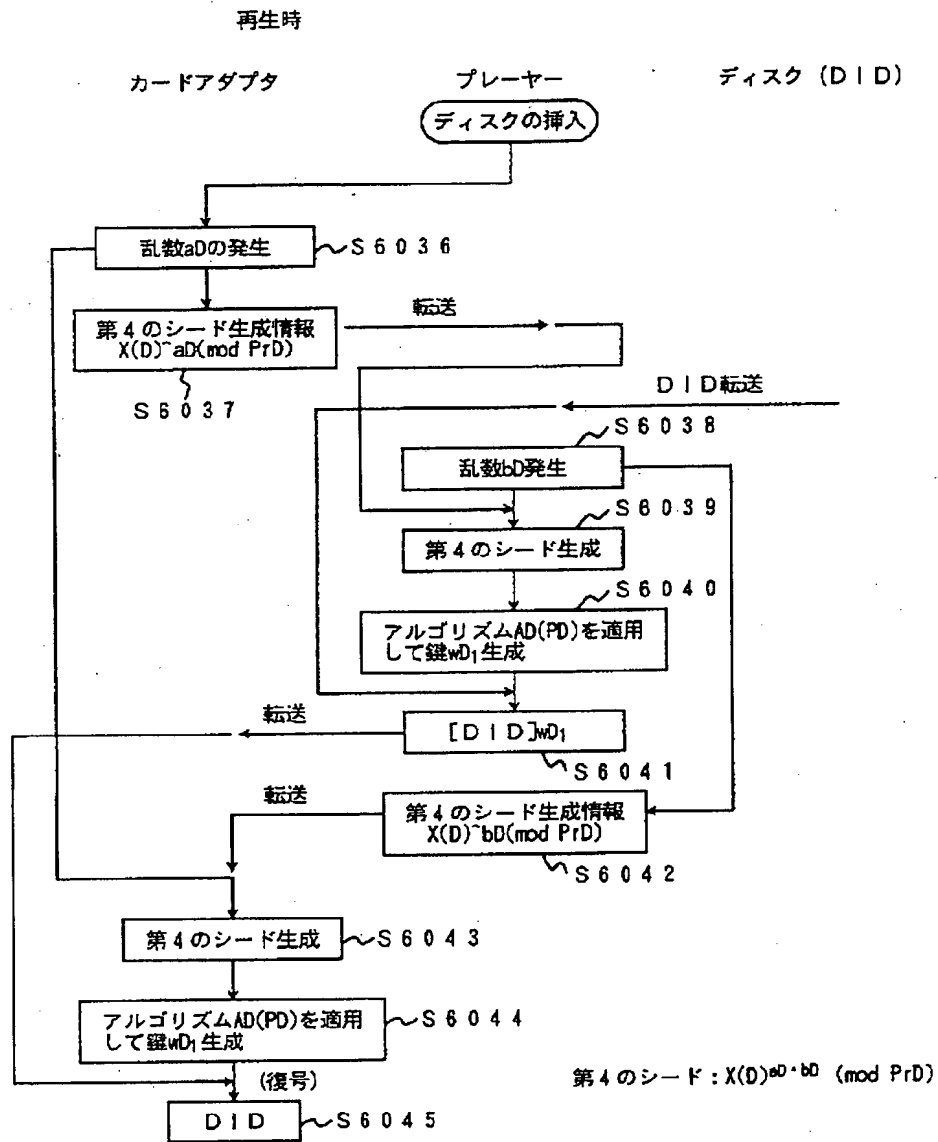 再生時
カードアダプタ
プレーヤー
ディスク (DID)
ディスクの挿入
乱数aDの発生
S6036
第4のシード生成情報
X(D)^aD(mod PrD)
S6037
転送
DID転送
S6038
乱数bD発生
S6039
第4のシード生成
S6040
アルゴリズムAD(PD)を適用
して鍵wD₁生成
転送
[DID]wD₁
S6041
転送
第4のシード生成情報
X(D)^bD(mod PrD)
S6042
第4のシード生成
S6043
アルゴリズムAD(PD)を適用
して鍵wD₁生成
S6044
(復号)
DID
S6045
第4のシード:X(D)^aD・bD (mod PrD)